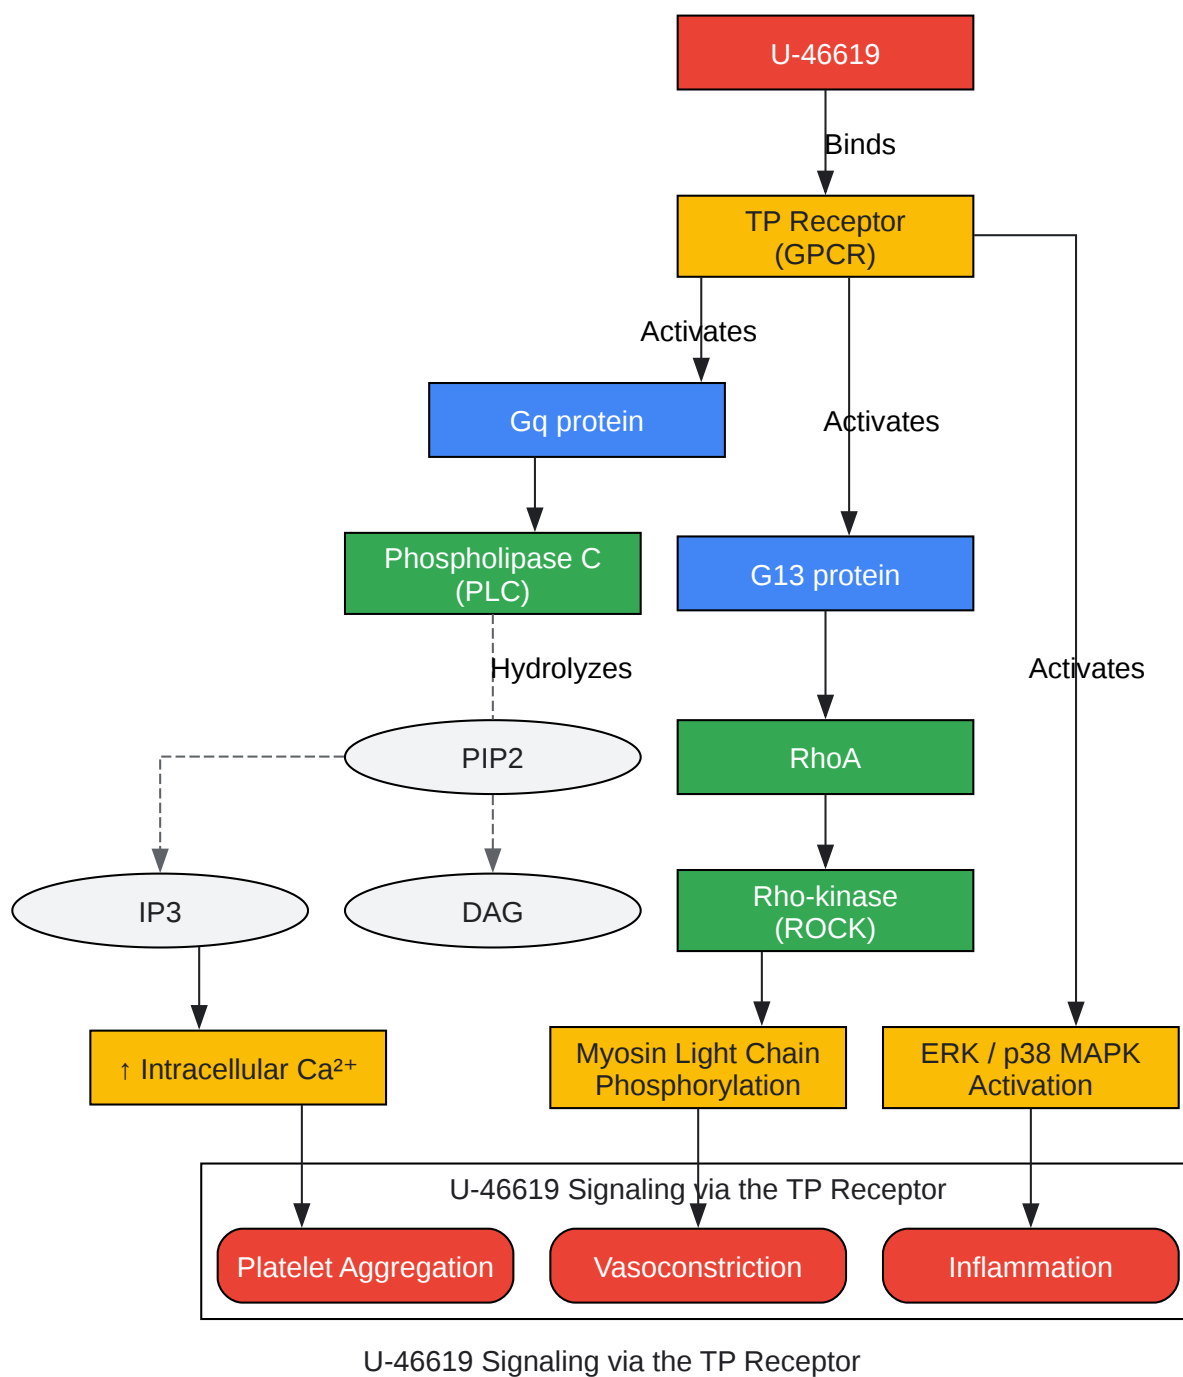 U-46619
Binds
TP Receptor
(GPCR)
Activates
Gq protein
Activates
Phospholipase C
(PLC)
G13 protein
Hydrolyzes
Activates
PIP2
RhoA
IP3
DAG
Rho-kinase
(ROCK)
↑ Intracellular Ca²⁺
Myosin Light Chain
Phosphorylation
ERK / p38 MAPK
Activation
U-46619 Signaling via the TP Receptor
Platelet Aggregation
Vasoconstriction
Inflammation
U-46619 Signaling via the TP Receptor